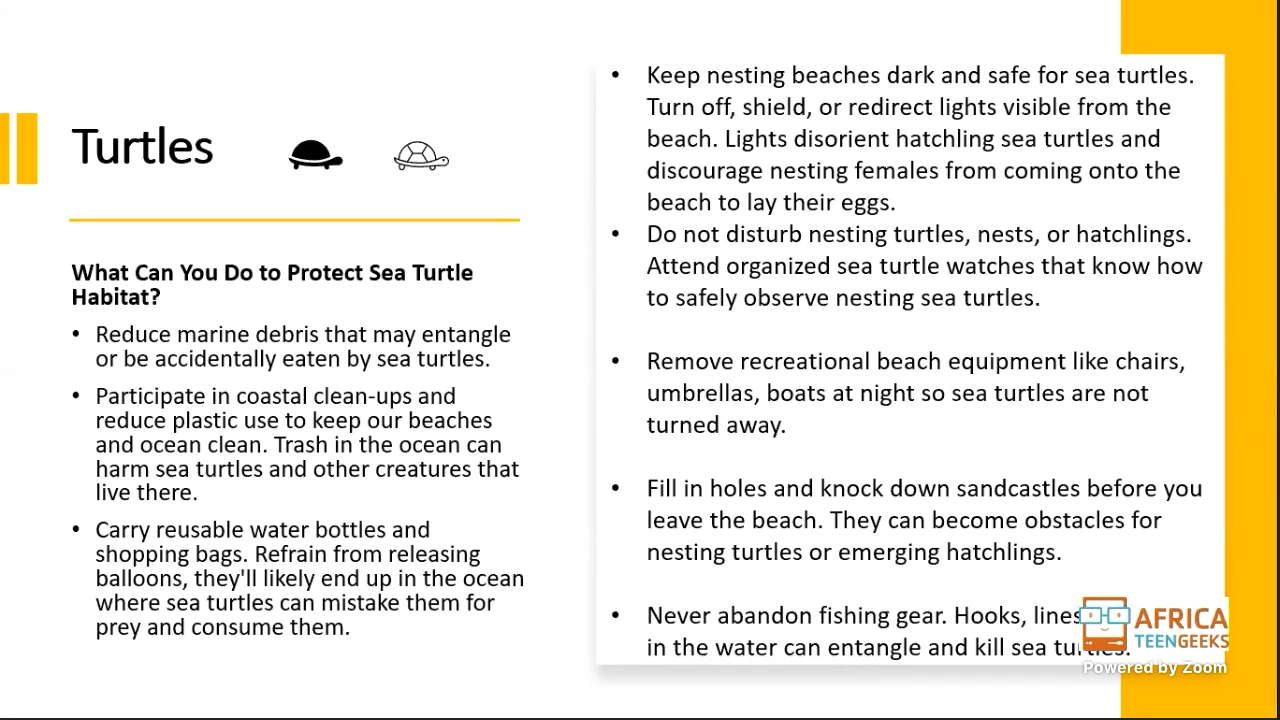 Turtles
What Can You Do to Protect Sea Turtle
Habitat?
• Reduce marine debris that may entangle
or be accidentally eaten by sea turtles.
• Participate in coastal clean-ups and
reduce plastic use to keep our beaches
and ocean clean. Trash in the ocean can
harm sea turtles and other creatures that
live there.
• Carry reusable water bottles and
shopping bags. Refrain from releasing
balloons, they'll likely end up in the ocean
where sea turtles can mistake them for
prey and consume them.
• Keep nesting beaches dark and safe for sea turtles.
Turn off, shield, or redirect lights visible from the
beach. Lights disorient hatchling sea turtles and
discourage nesting females from coming onto the
beach to lay their eggs.
• Do not disturb nesting turtles, nests, or hatchlings.
Attend organized sea turtle watches that know how
to safely observe nesting sea turtles.
• Remove recreational beach equipment like chairs,
umbrellas, boats at night so sea turtles are not
turned away.
• Fill in holes and knock down sandcastles before you
leave the beach. They can become obstacles for
nesting turtles or emerging hatchlings.
• Never abandon fishing gear. Hooks, lines
in the water can entangle and kill sea turtles.
AFRICA
TEENGEEKS
Powered by Zoom